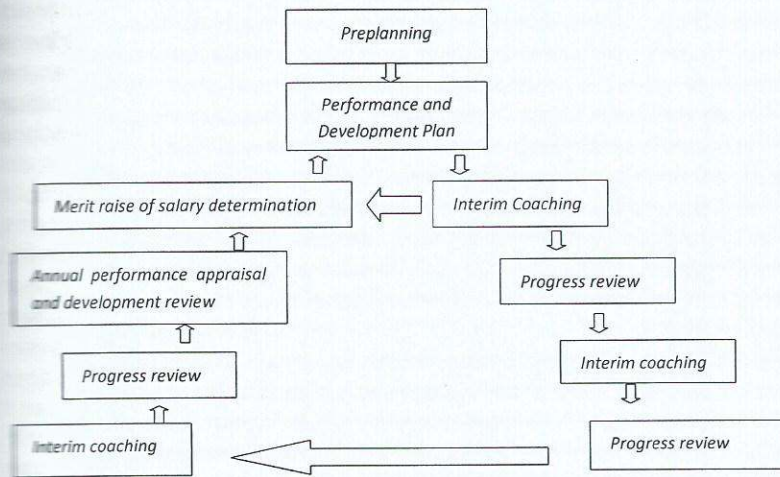 Preplanning
Performance and
Development Plan
Merit raise of salary determination
Interim Coaching
Annual performance appraisal
and development review
Progress review
Progress review
Interim coaching
Interim coaching
Progress review